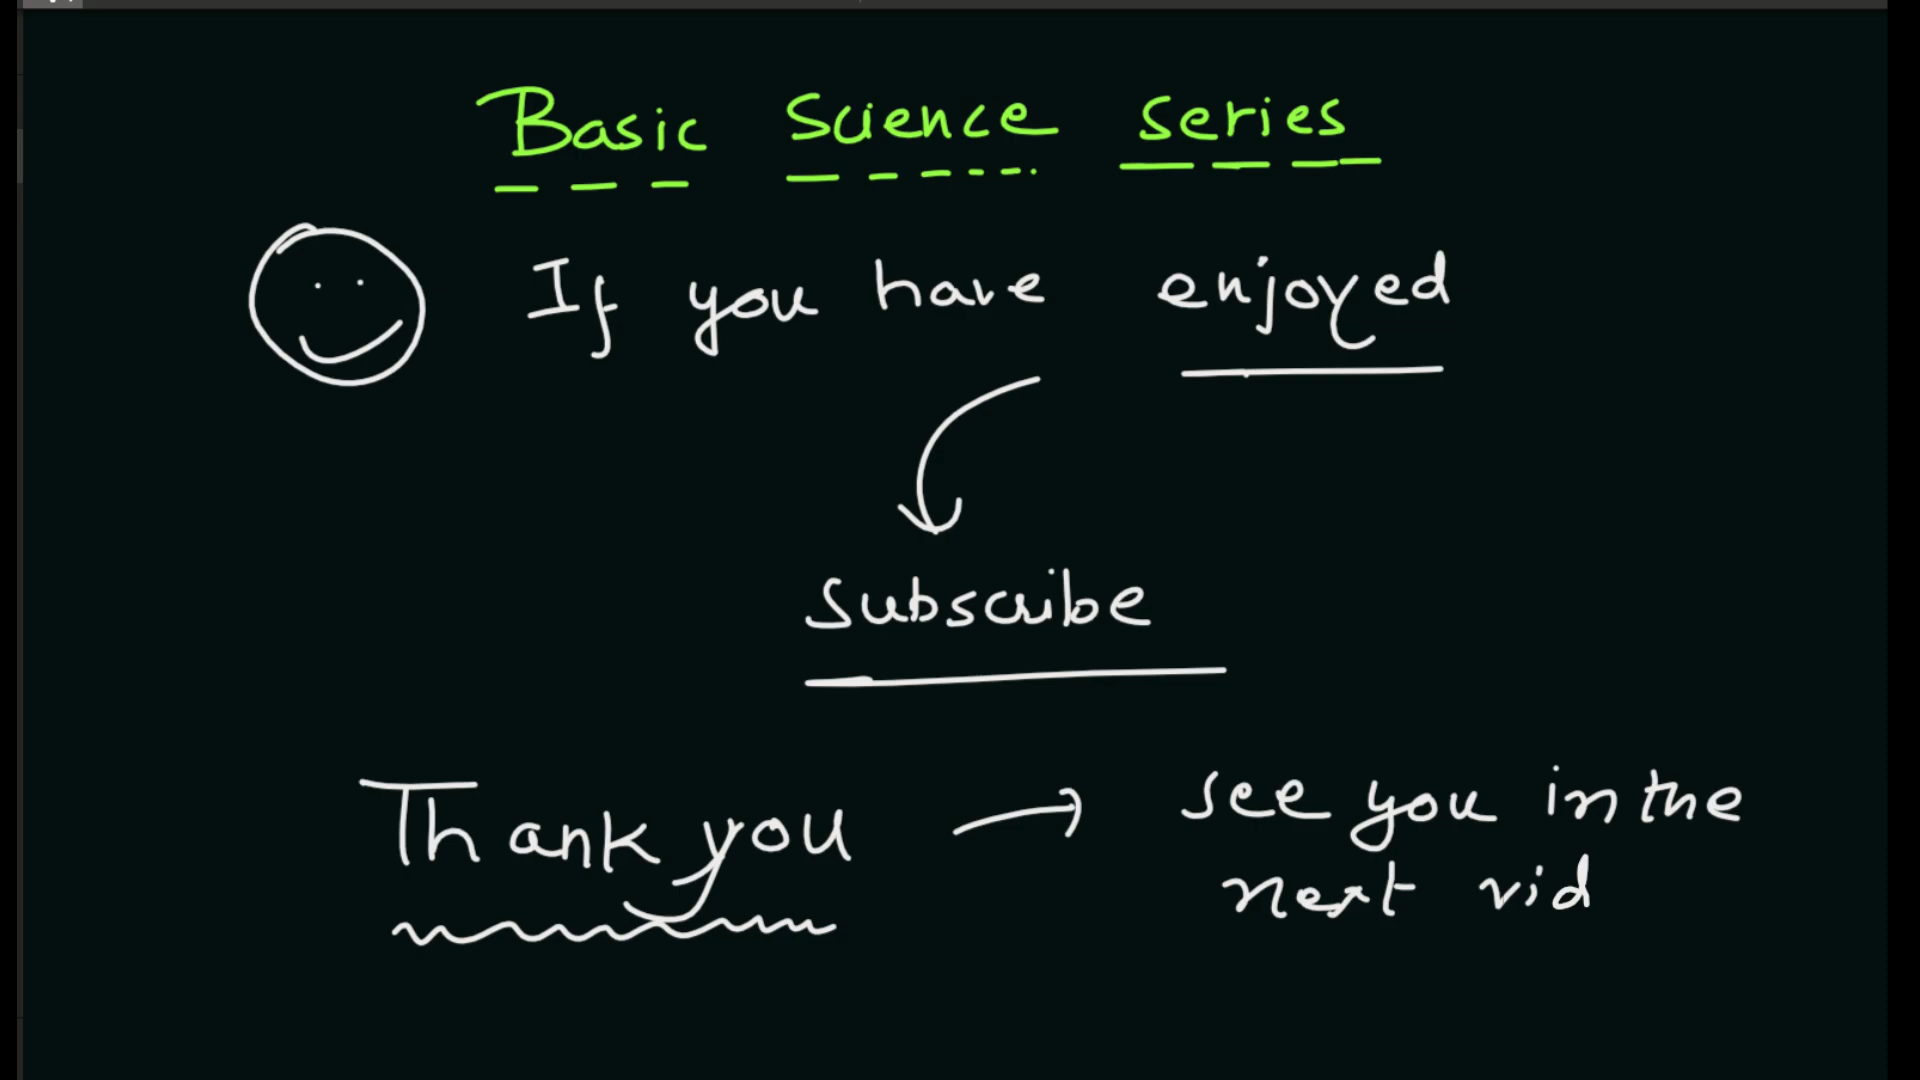 Basic Science series
If you have enjoyed
Subscribe
Thank you → see you in the
next vid